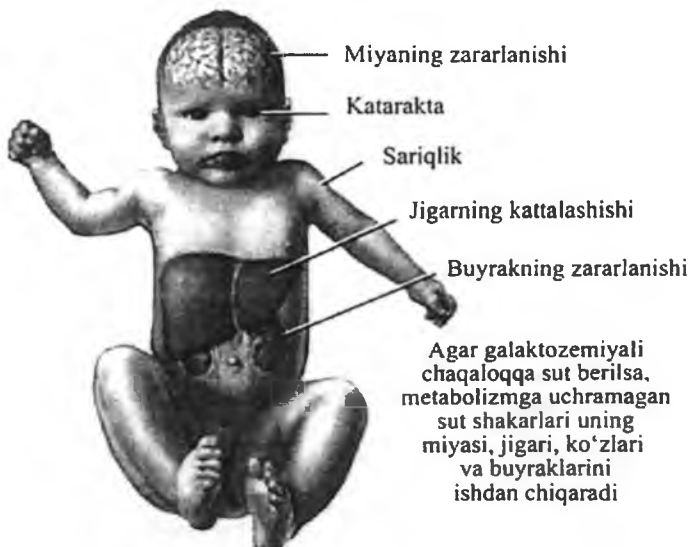 Miyaning zararlanishi
Katarakta
Sariqlik
Jigarning kattalashishi
Buyrakning zararlanishi
Agar galaktozemiyali
chaqaloqqa sut berilsa,
metabolizmga uchramagan
sut shakarlari uning
miyasi, jigari, ko‘zlari
va buyraklarini
ishdan chiqaradi